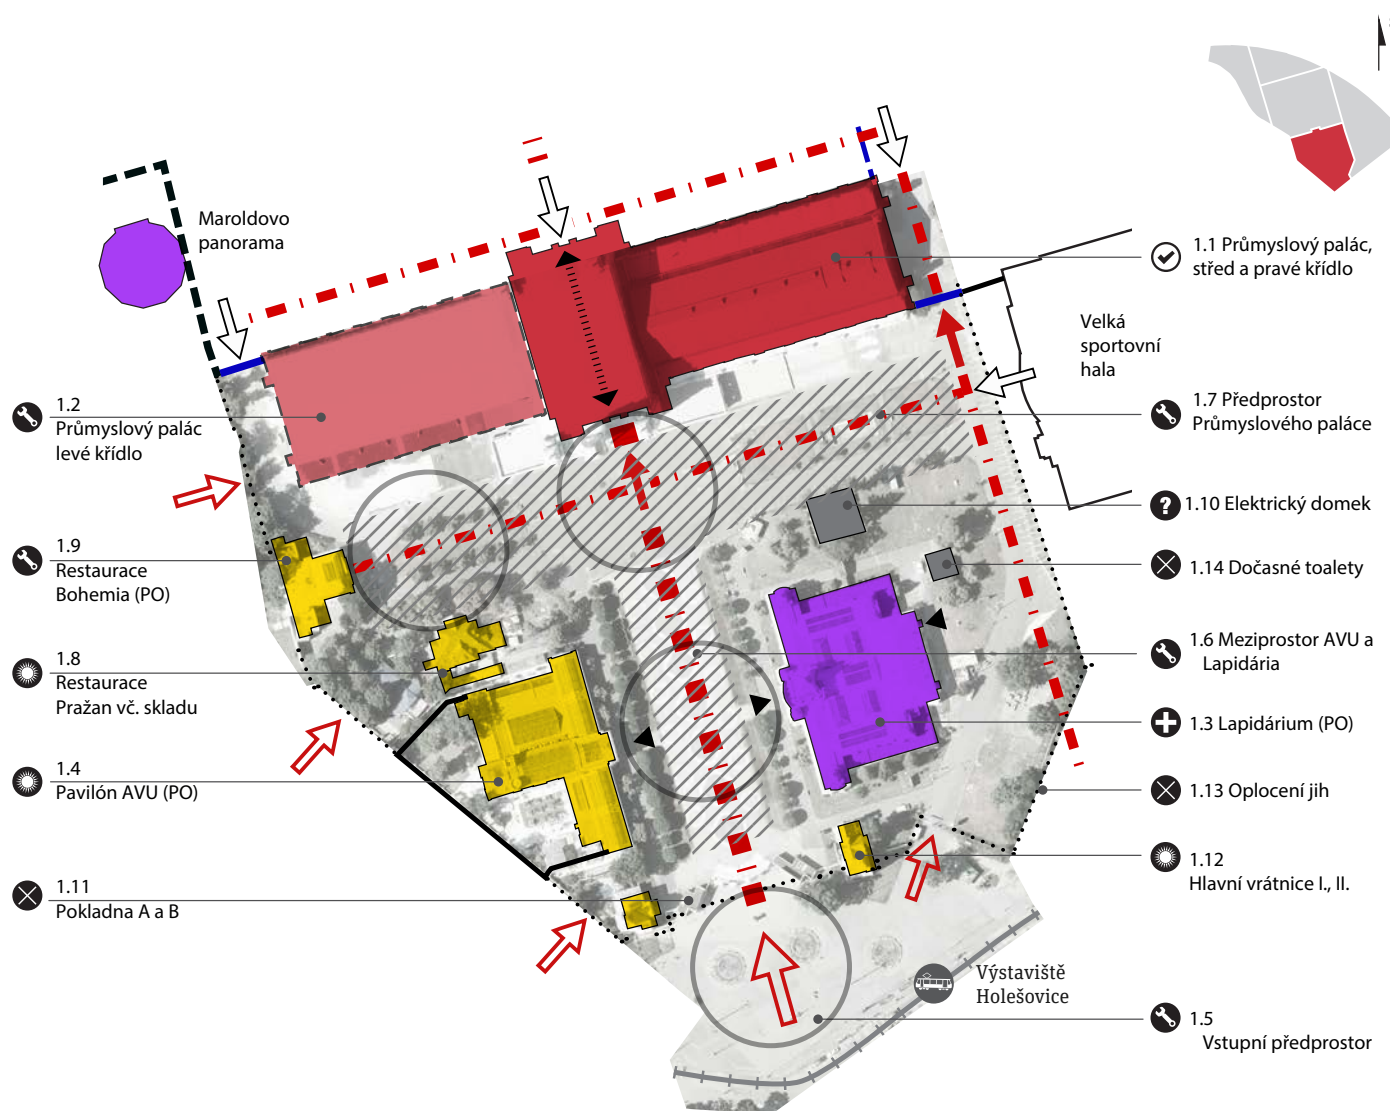 Maroldovo
panorama
1.1 Průmyslový palác,
střed a pravé křídlo
Velká
sportovní
hala
1.2
Průmyslový palác
levé křídlo
1.7 Předprostor
Průmyslového paláce
1.10 Elektrický domek
?
1.9
Restaurace
Bohemia (PO)
1.14 Dočasné toalety
1.6 Meziprostor AVU a
Lapidária
1.8
Restaurace
Pražan vč. skladu
1.3 Lapidárium (PO)
1.4
Pavilón AVU (PO)
1.13 Oplocení jih
1.12
Hlavní vrátnice I., II.
1.11
Pokladna A a B
Výstaviště
Holešovice
1.5
Vstupní předprostor